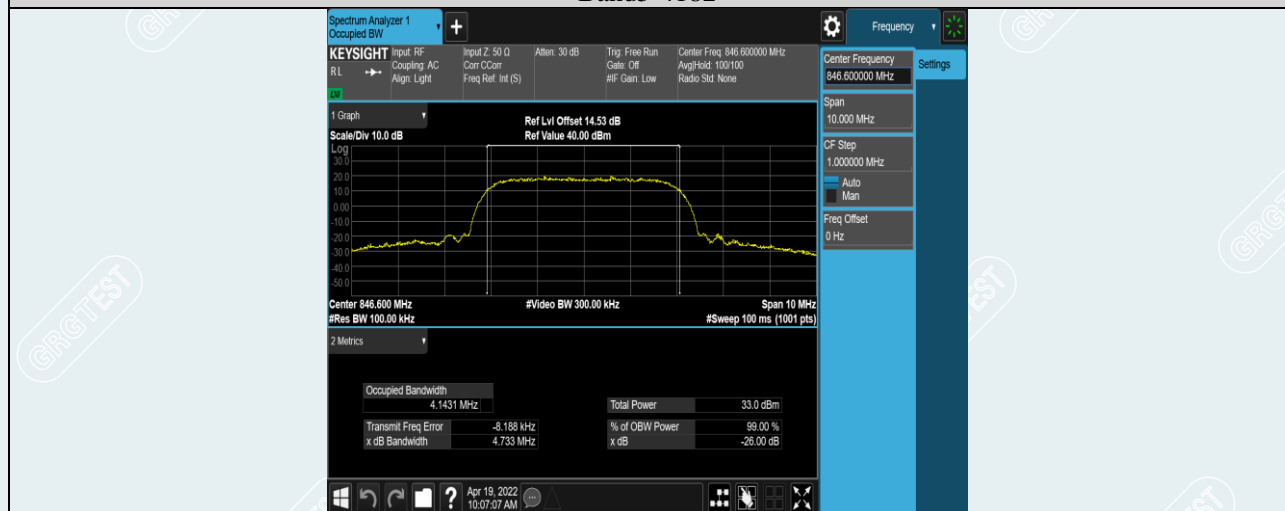 Band5-4182
Spectrum Analyzer 1
Occupied BW
+
Frequency
KEYSIGHT
R L
Input: RF
Coupling: AC
Align: Light
Input Z: 50 Ω
Corr CCorr
Freq Ref: Int (S)
Atten: 30 dB
Trig: Free Run
Gate: Off
#IF Gain: Low
Center Freq: 846.600000 MHz
Avg|Hold: 100/100
Radio Std: None
1 Graph
Scale/Div 10.0 dB
Ref Lvl Offset 14.53 dB
Ref Value 40.00 dBm
Log
30.0
20.0
10.0
0.00
-10.0
-20.0
-30.0
-40.0
-50.0
Center 846.600 MHz
#Video BW 300.00 kHz
Span 10 MHz
#Res BW 100.00 kHz
#Sweep 100 ms (1001 pts)
2 Metrics
Occupied Bandwidth
4.1431 MHz
Total Power 33.0 dBm
Transmit Freq Error -8.188 kHz
% of OBW Power 99.00 %
x dB Bandwidth 4.733 MHz
x dB -26.00 dB
Apr 19, 2022
10:07:07 AM
Center Frequency
846.600000 MHz
Settings
Span
10.000 MHz
CF Step
1.000000 MHz
Auto
Man
Freq Offset
0 Hz
GRGTEST
GRGTEST